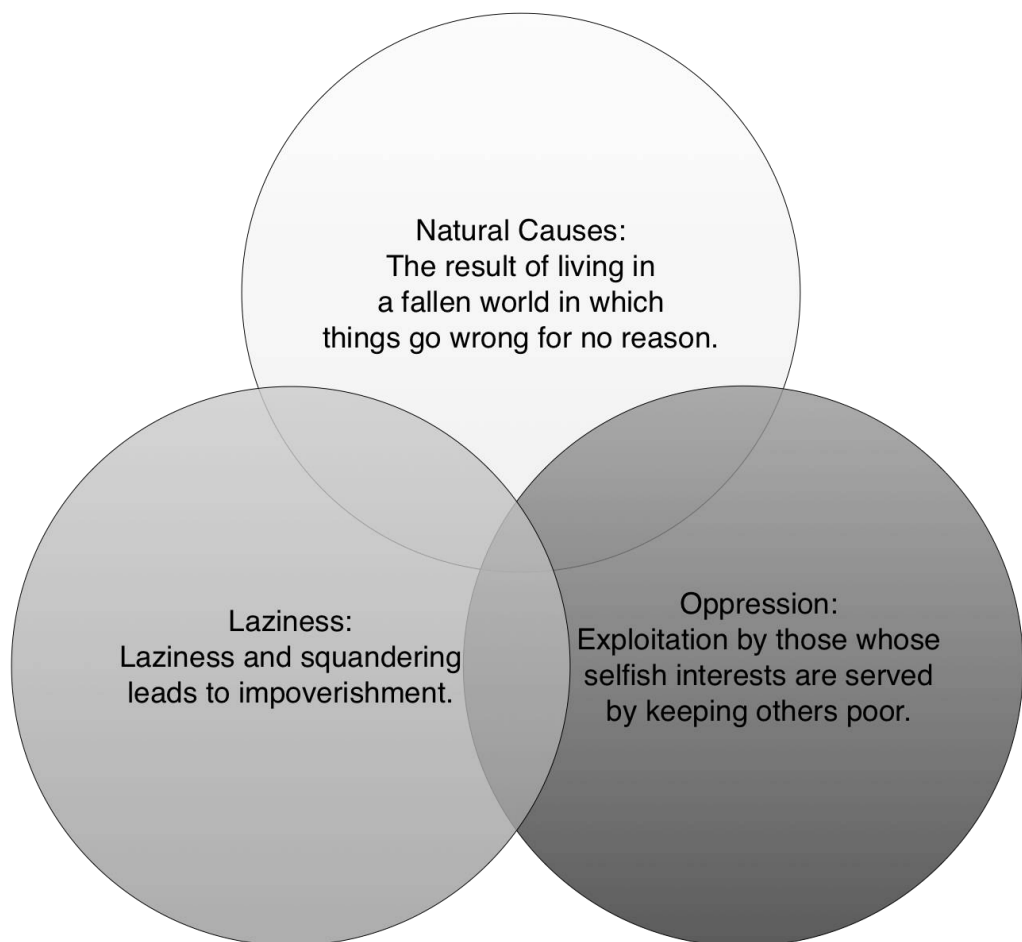 Natural Causes:
The result of living in
a fallen world in which
things go wrong for no reason.
Laziness:
Laziness and squandering
leads to impoverishment.
Oppression:
Exploitation by those whose
selfish interests are served
by keeping others poor.